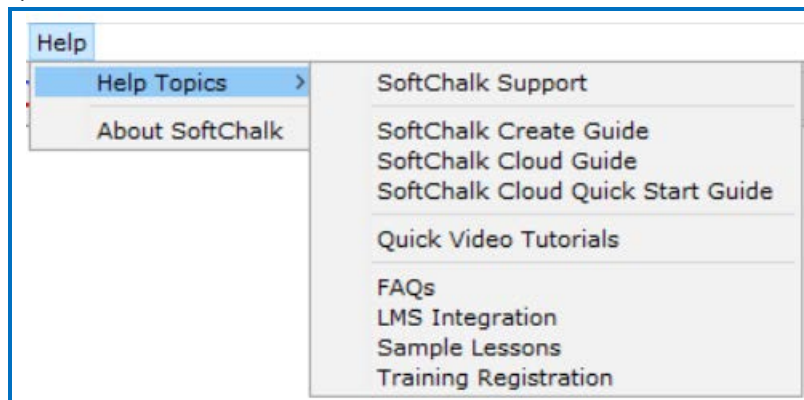 Help
Help Topics >
About SoftChalk
SoftChalk Support
SoftChalk Create Guide
SoftChalk Cloud Guide
SoftChalk Cloud Quick Start Guide
Quick Video Tutorials
FAQs
LMS Integration
Sample Lessons
Training Registration